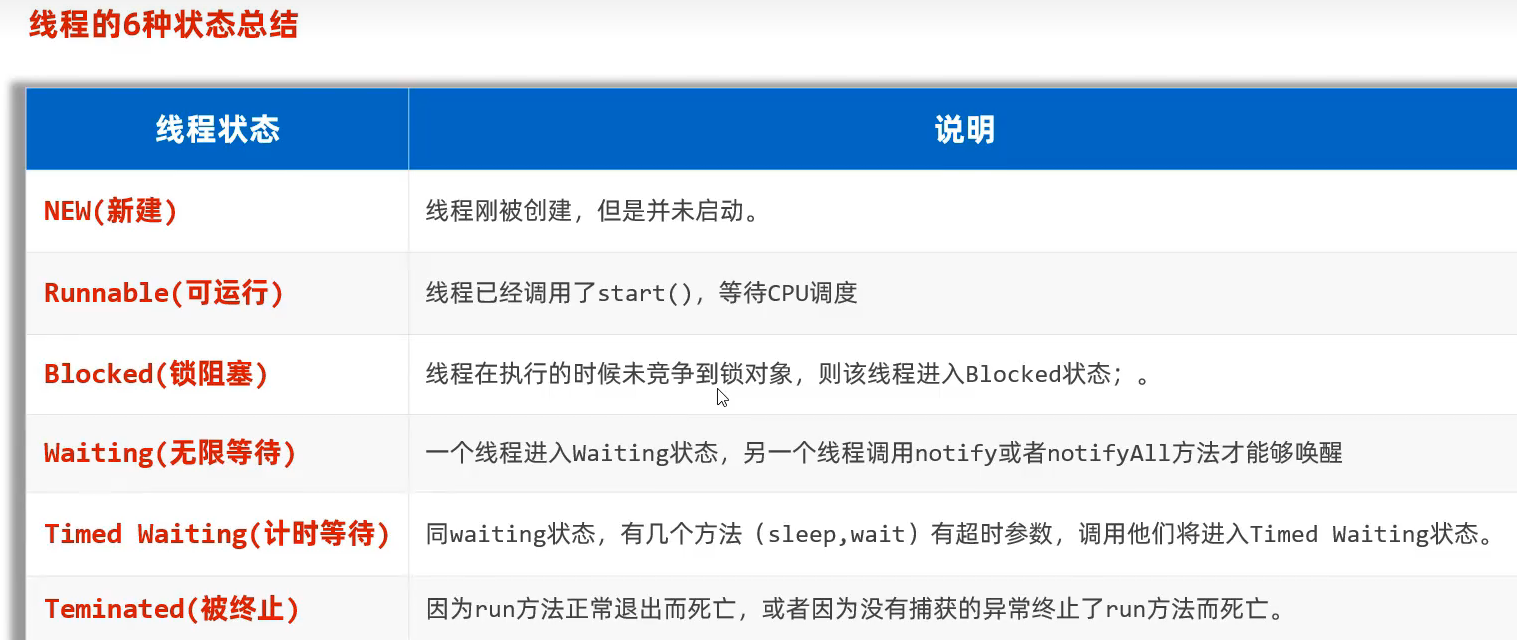 线程的6种状态总结
线程状态 说明
NEW(新建) 线程刚被创建，但是并未启动。
Runnable(可运行) 线程已经调用了start()，等待CPU调度
Blocked(锁阻塞) 线程在执行的时候未竞争到锁对象，则该线程进入Blocked状态；。
Waiting(无限等待) 一个线程进入Waiting状态，另一个线程调用notify或者notifyAll方法才能够唤醒
Timed Waiting(计时等待) 同waiting状态，有几个方法（sleep,wait）有超时参数，调用他们将进入Timed Waiting状态。
Teminated(被终止) 因为run方法正常退出而死亡，或者因为没有捕获的异常终止了run方法而死亡。